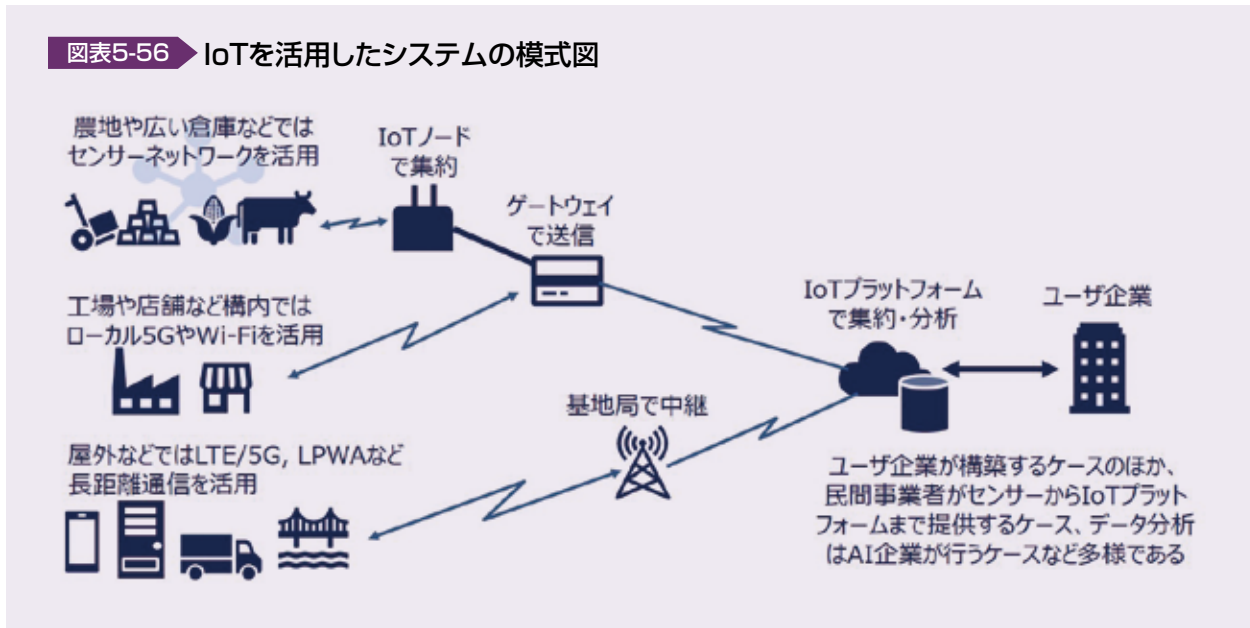 図表5-56 IoTを活用したシステムの模式図
農地や広い倉庫などでは
センサーネットワークを活用
IoTノード
で集約
ゲートウェイ
で送信
工場や店舗など構内では
ローカル5GやWi-Fiを活用
IoTプラットフォーム
で集約・分析
ユーザ企業
基地局で中継
屋外などではLTE/5G, LPWAなど
長距離通信を活用
ユーザ企業が構築するケースのほか、
民間事業者がセンサーからIoTプラット
フォームまで提供するケース、データ分析
はAI企業が行うケースなど多様である